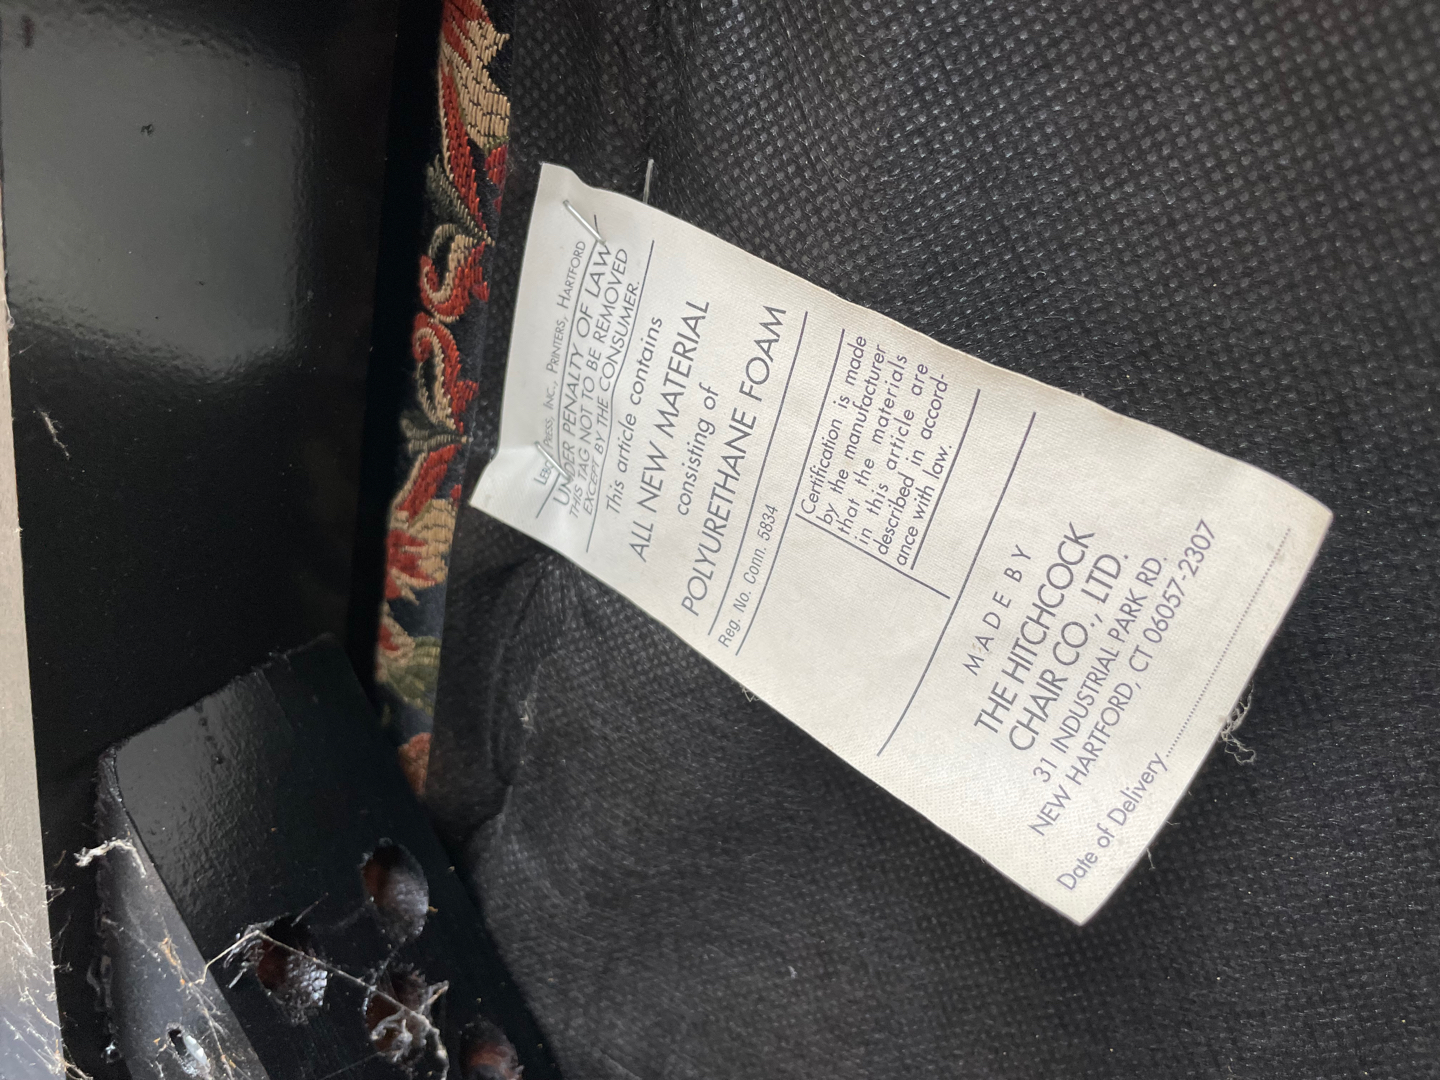 Press, Inc., Printers, Hartford
UNDER PENALTY OF LAW
THIS TAG NOT TO BE REMOVED
EXCEPT BY THE CONSUMER.
This article contains
ALL NEW MATERIAL
consisting of
POLYURETHANE FOAM
Reg. No. Conn. 5834
Certification is made
by the manufacturer
that the materials
in this article are
described in accord-
ance with law.
MADE BY
THE HITCHCOCK
CHAIR CO., LTD.
31 INDUSTRIAL PARK RD.
NEW HARTFORD, CT 06057-2307
Date of Delivery